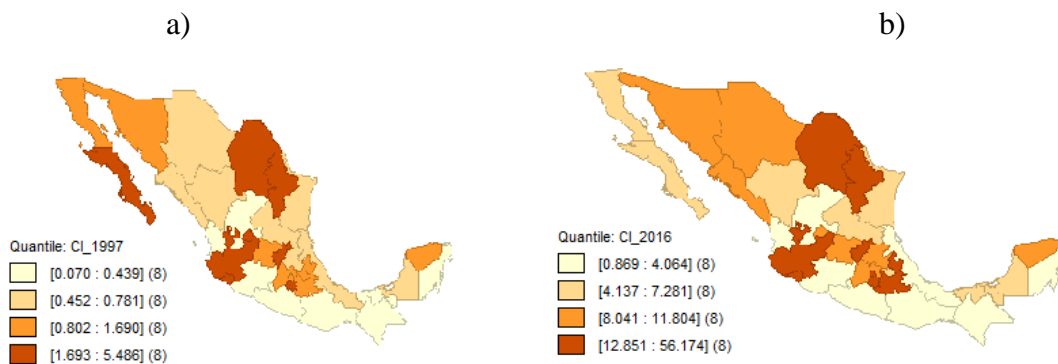 a)
b)
Quantile: CI_1997
[0.070 : 0.439] (8)
[0.452 : 0.781] (8)
[0.802 : 1.690] (8)
[1.693 : 5.486] (8)
Quantile: CI_2016
[0.869 : 4.064] (8)
[4.137 : 7.281] (8)
[8.041 : 11.804] (8)
[12.851 : 56.174] (8)